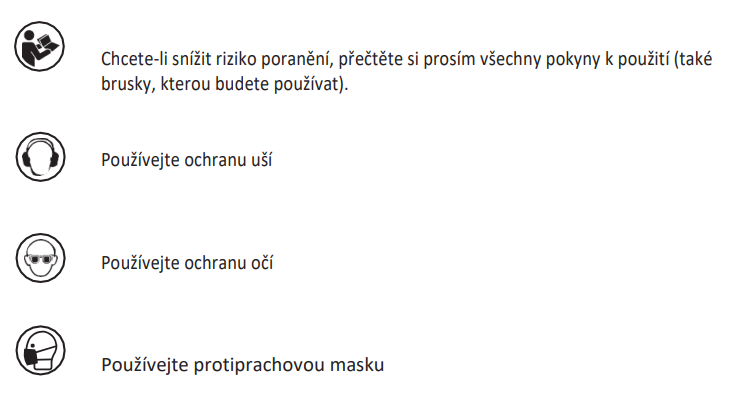 Chcete-li snížit riziko poranění, přečtěte si prosím všechny pokyny k použití (také
brusky, kterou budete používat).
Používejte ochranu uší
Používejte ochranu očí
Používejte protiprachovou masku